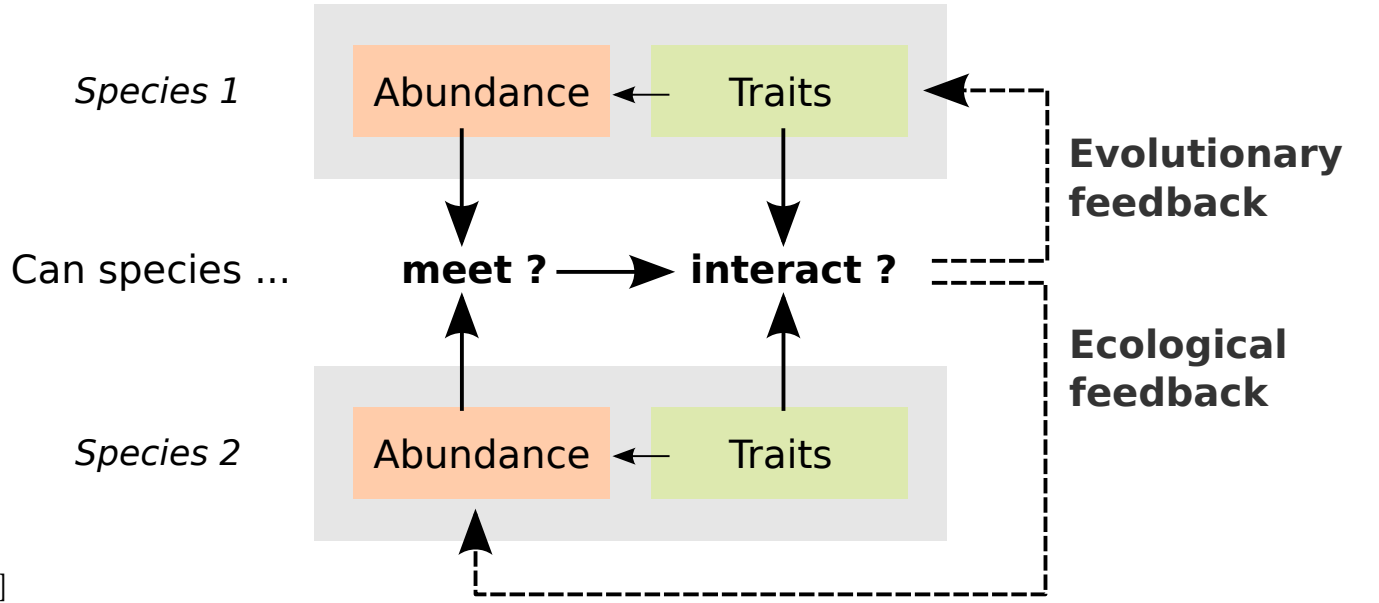 Species 1
Abundance
Traits
Evolutionary
feedback
Can species ...
meet ?
interact ?
Ecological
feedback
Species 2
Abundance
Traits
]